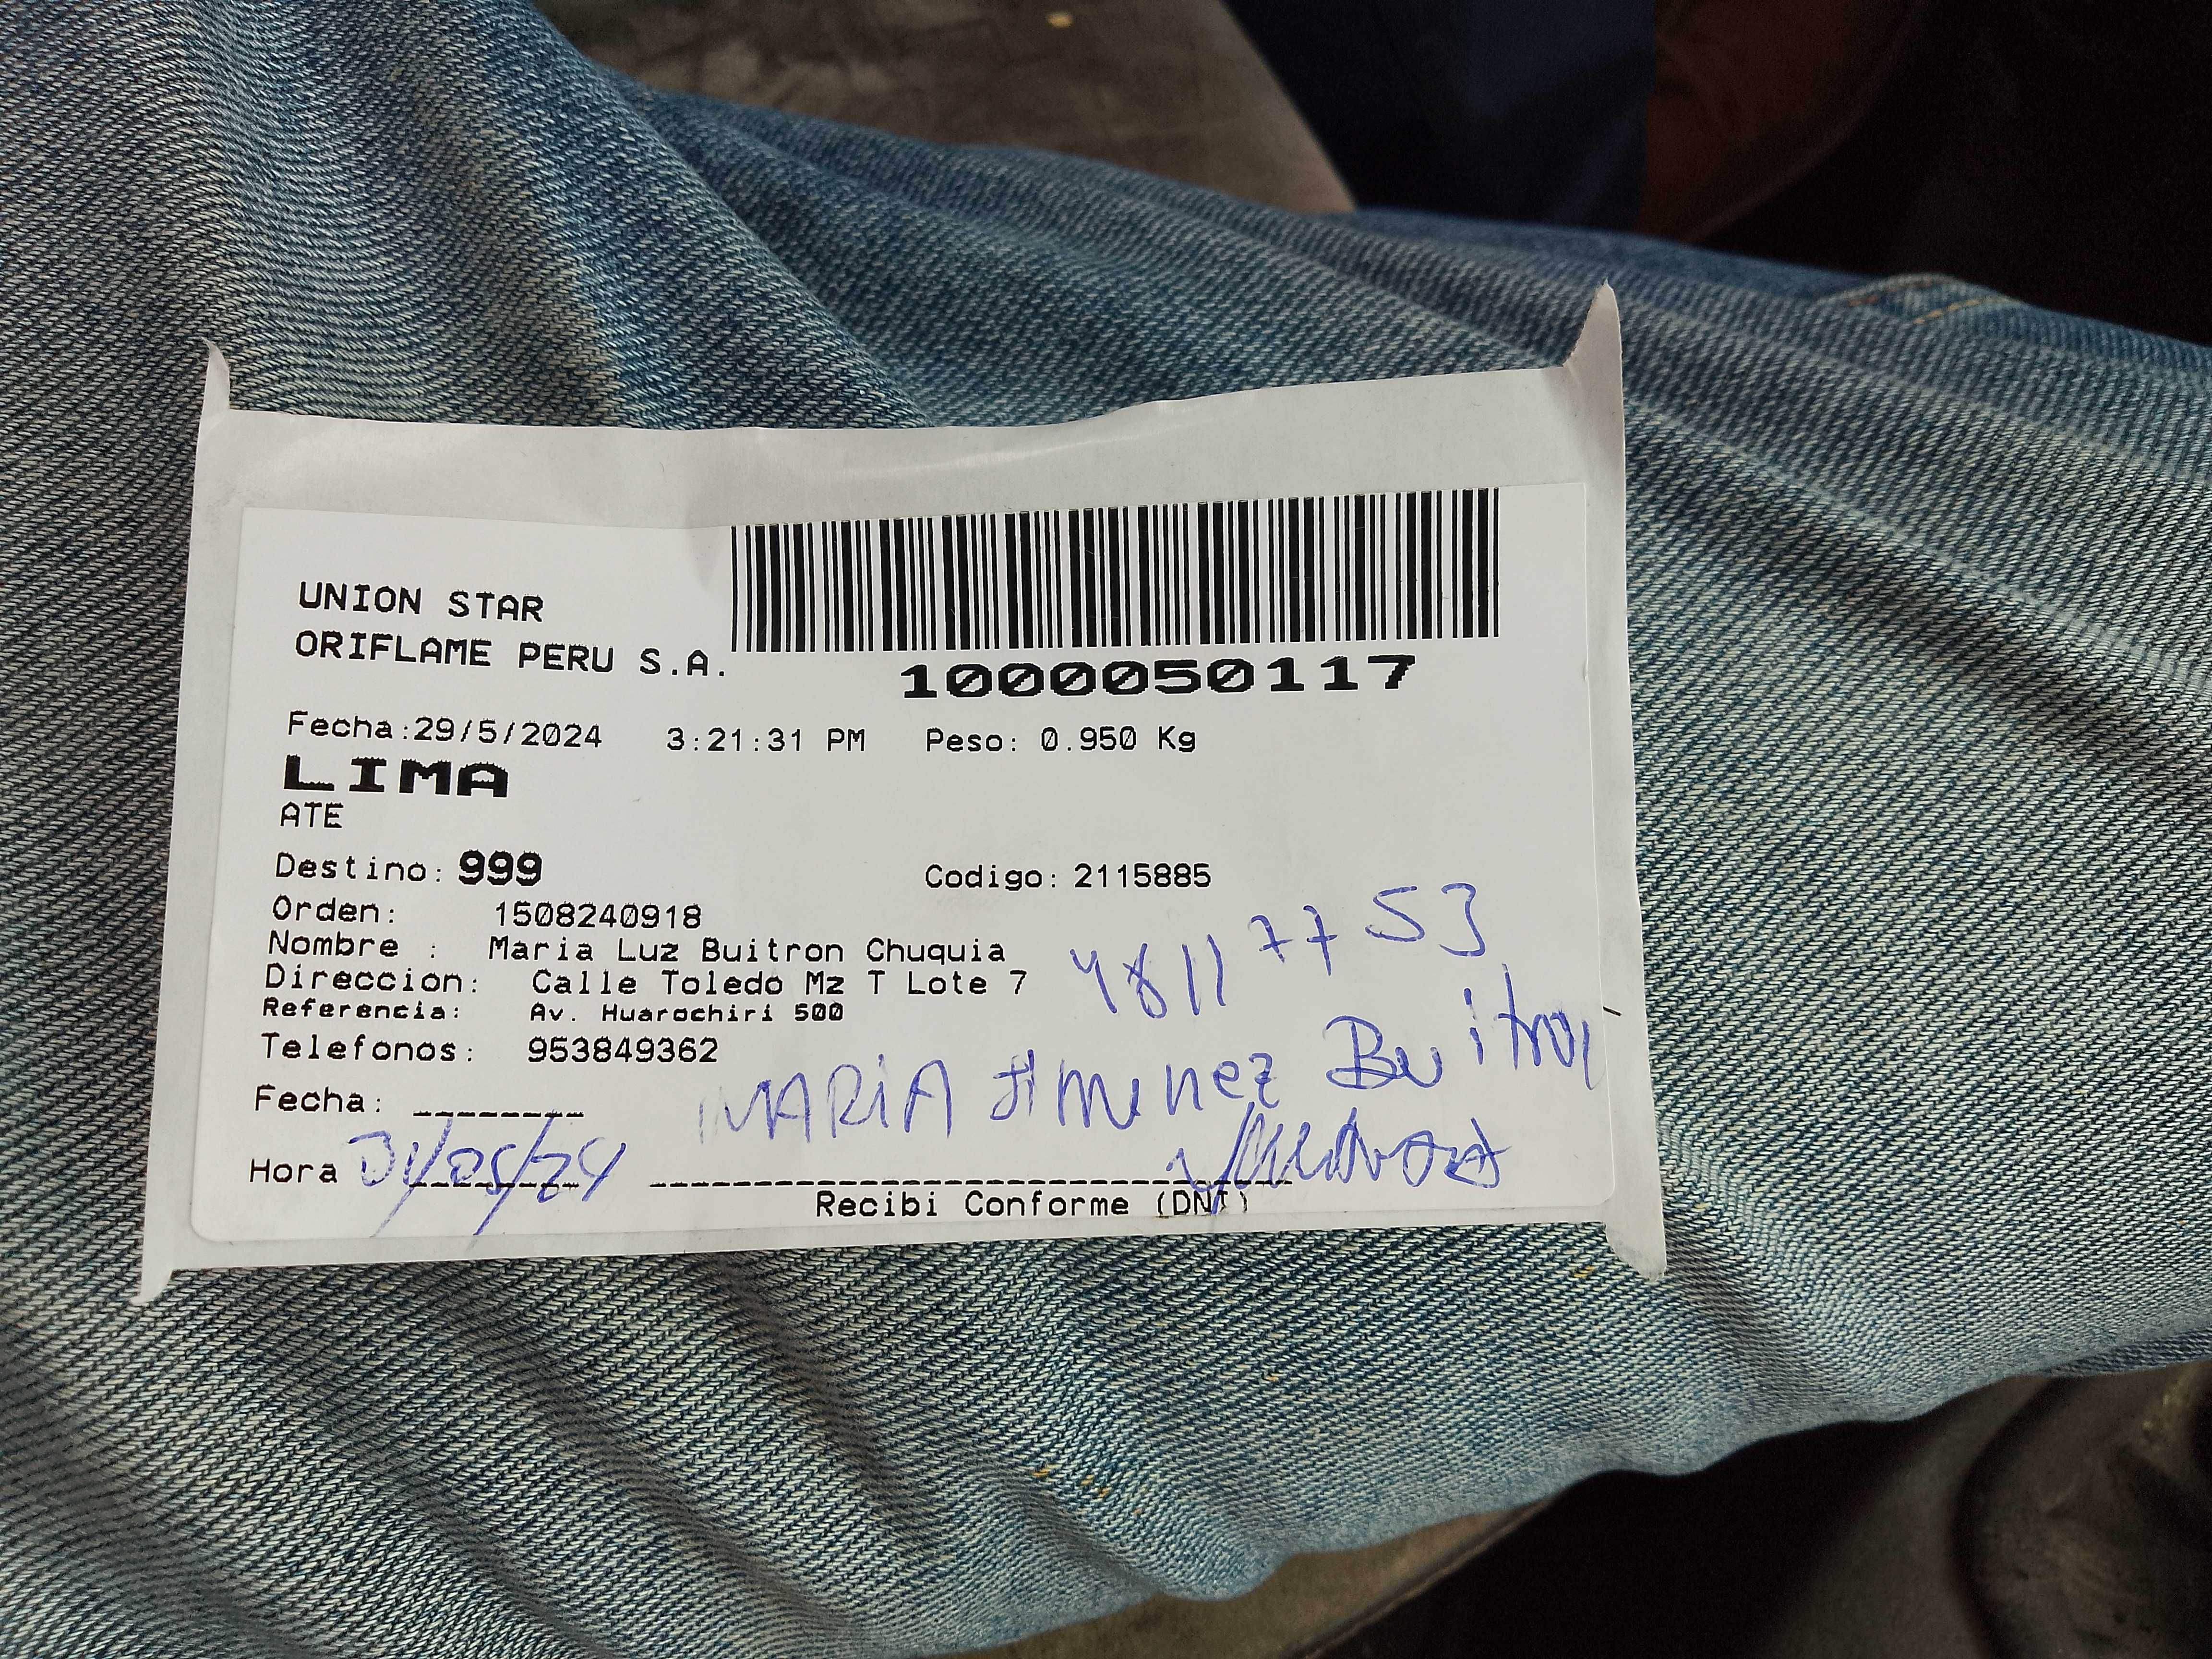 UNION STAR
ORIFLAME PERU S.A.
1000050117
Fecha:29/5/2024 3:21:31 PM Peso: 0.950 Kg
LIMA
ATE
Destino: 999 Codigo: 2115885
Orden: 1508240918
48117753
Nombre : Maria Luz Buitron Chuquia
Direccion: Calle Toledo Mz T Lote 7
Referencia: Av. Huarochiri 500
Telefonos: 953849362
MARiA Jimenez Buitron
Fecha: --------
Hora 31/05/24
Recibi Conforme (DNI)